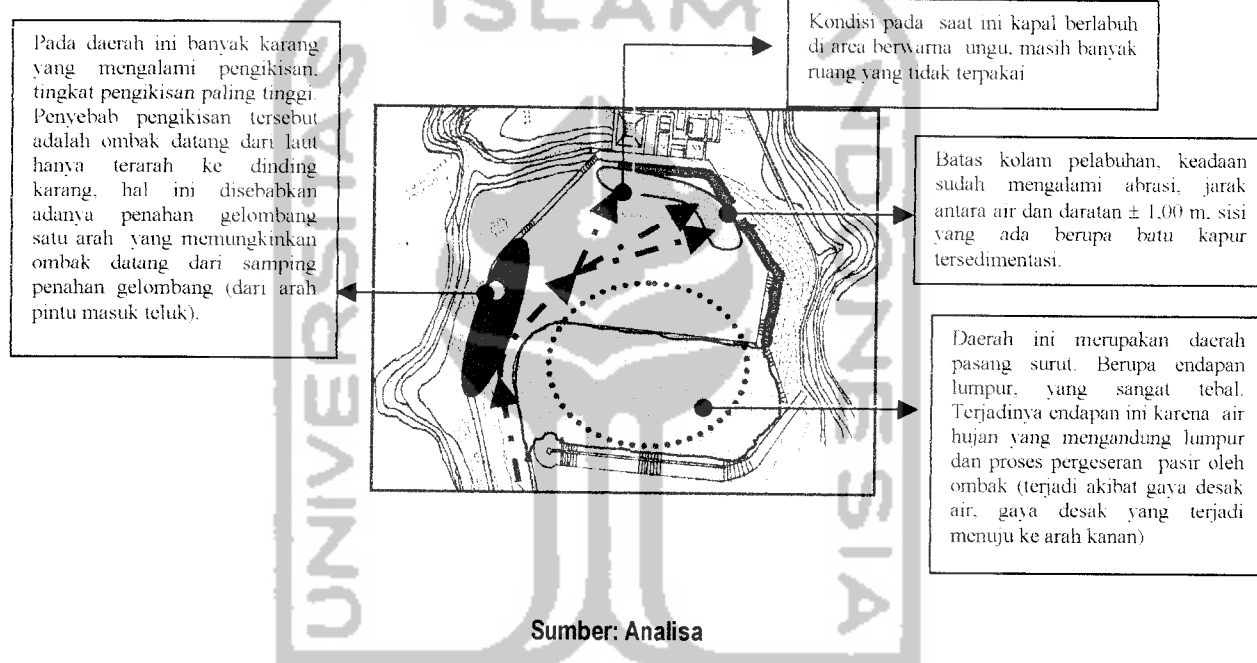 Pada daerah ini banyak karang
yang mengalami pengikisan,
tingkat pengikisan paling tinggi.
Penyebab pengikisan tersebut
adalah ombak datang dari laut
hanya terarah ke dinding
karang, hal ini disebabkan
adanya penahan gelombang
satu arah yang memungkinkan
ombak datang dari samping
penahan gelombang (dari arah
pintu masuk teluk).
Kondisi pada saat ini kapal berlabuh
di area berwarna ungu, masih banyak
ruang yang tidak terpakai
Batas kolam pelabuhan, keadaan
sudah mengalami abrasi, jarak
antara air dan daratan ± 1,00 m, sisi
yang ada berupa batu kapur
tersedimentasi.
Daerah ini merupakan daerah
pasang surut. Berupa endapan
lumpur, yang sangat tebal.
Terjadinya endapan ini karena air
hujan yang mengandung lumpur
dan proses pergeseran pasir oleh
ombak (terjadi akibat gaya desak
air, gaya desak yang terjadi
menuju ke arah kanan)
Sumber: Analisa
UNIVERSITAS
ISLAM
INDONESIA